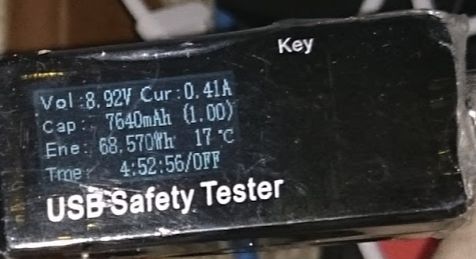 Key
Vol:8.92V Cur:0.41A
Cap: 7640mAh (1.00)
Ene: 68.570Wh 17℃
Tme: 4:52:56/OFF
USB Safety Tester